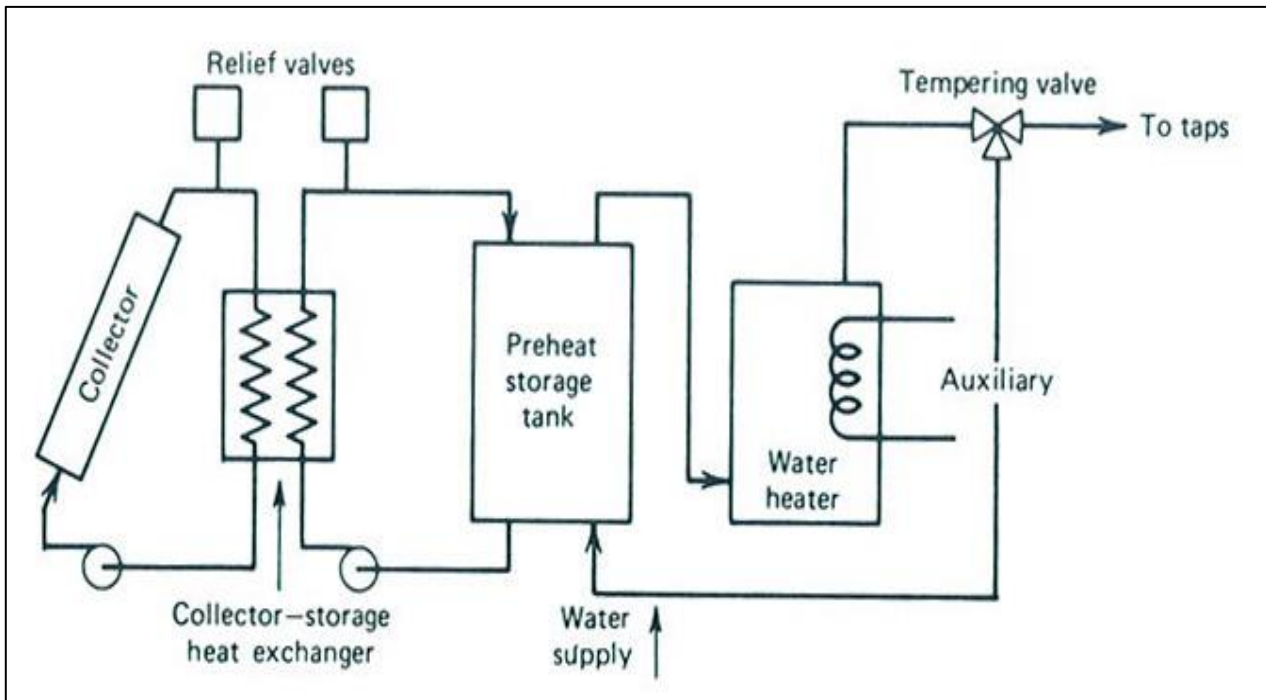 Relief valves
Tempering valve
To taps
Collector
Preheat
storage
tank
Auxiliary
Water
heater
Collector—storage
heat exchanger
Water
supply